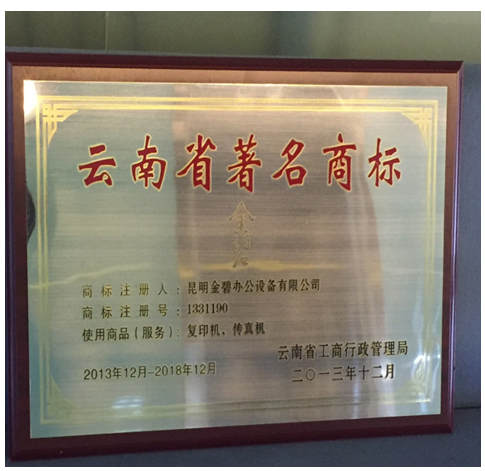 云南省著名商标
金碧
商标注册人：昆明金碧办公设备有限公司
商标注册号：1331190
使用商品（服务）：复印机、传真机
云南省工商行政管理局
2013年12月-2018年12月
二〇一三年十二月